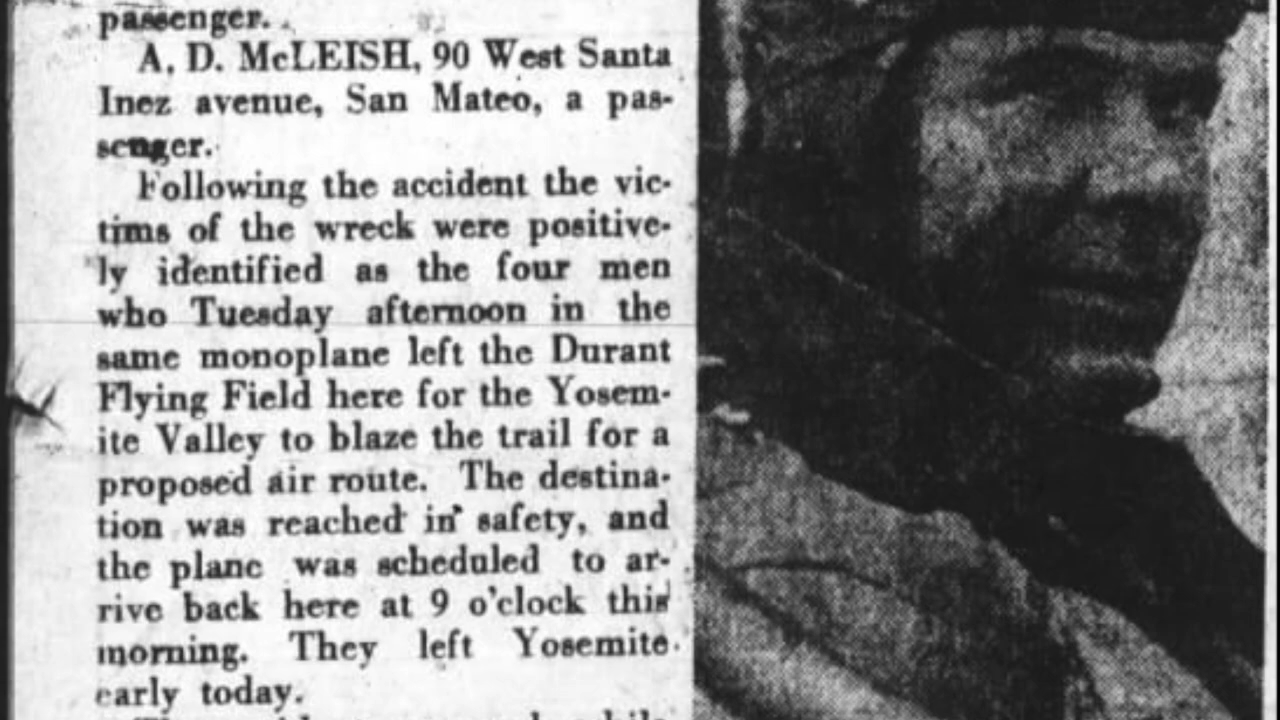 passenger.
A. D. McLEISH, 90 West Santa
Inez avenue, San Mateo, a pas-
senger.
Following the accident the vic-
tims of the wreck were positive-
ly identified as the four men
who Tuesday afternoon in the
same monoplane left the Durant
Flying Field here for the Yosem-
ite Valley to blaze the trail for a
proposed air route. The destina-
tion was reached in safety, and
the plane was scheduled to ar-
rive back here at 9 o'clock this
morning. They left Yosemite
early today.